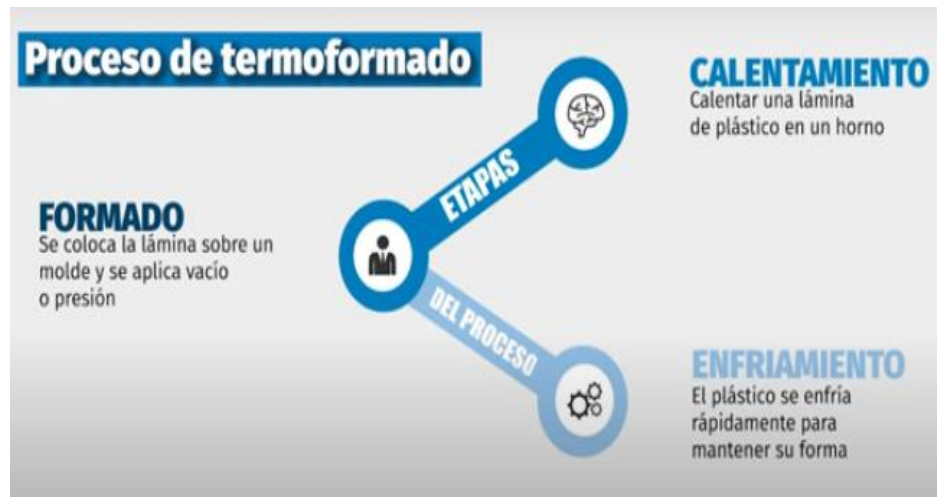 Proceso de termoformado
CALENTAMIENTO
Calentar una lámina
de plástico en un horno
ETAPAS
FORMADO
Se coloca la lámina sobre un
molde y se aplica vacío
o presión
DEL PROCESO
ENFRIAMIENTO
El plástico se enfría
rápidamente para
mantener su forma